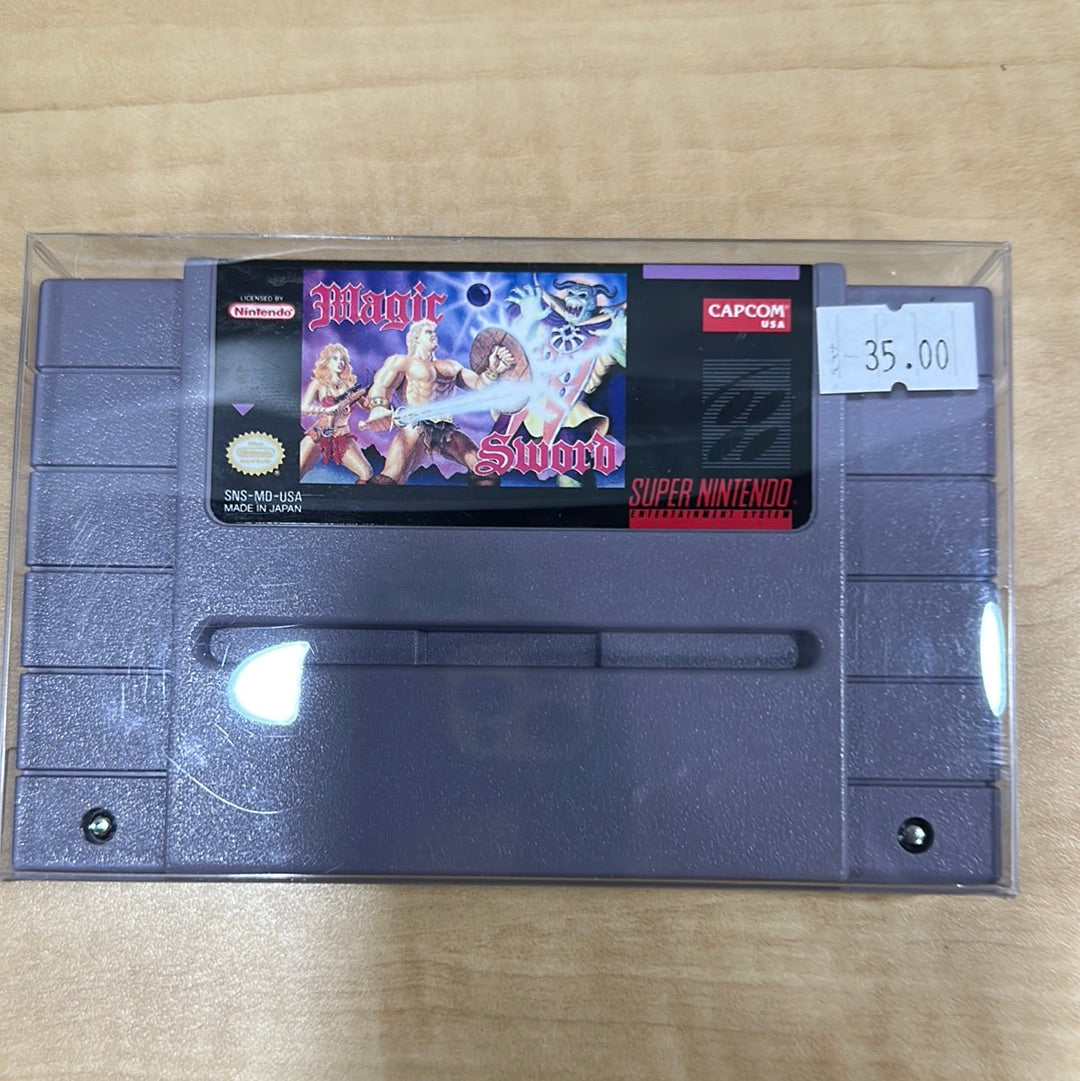 LICENSED BY
Nintendo®
Magic
Sword
CAPCOM®
USA
35.00
Nintendo
SNS-MD-USA
MADE IN JAPAN
SUPER NINTENDO
ENTERTAINMENT SYSTEM